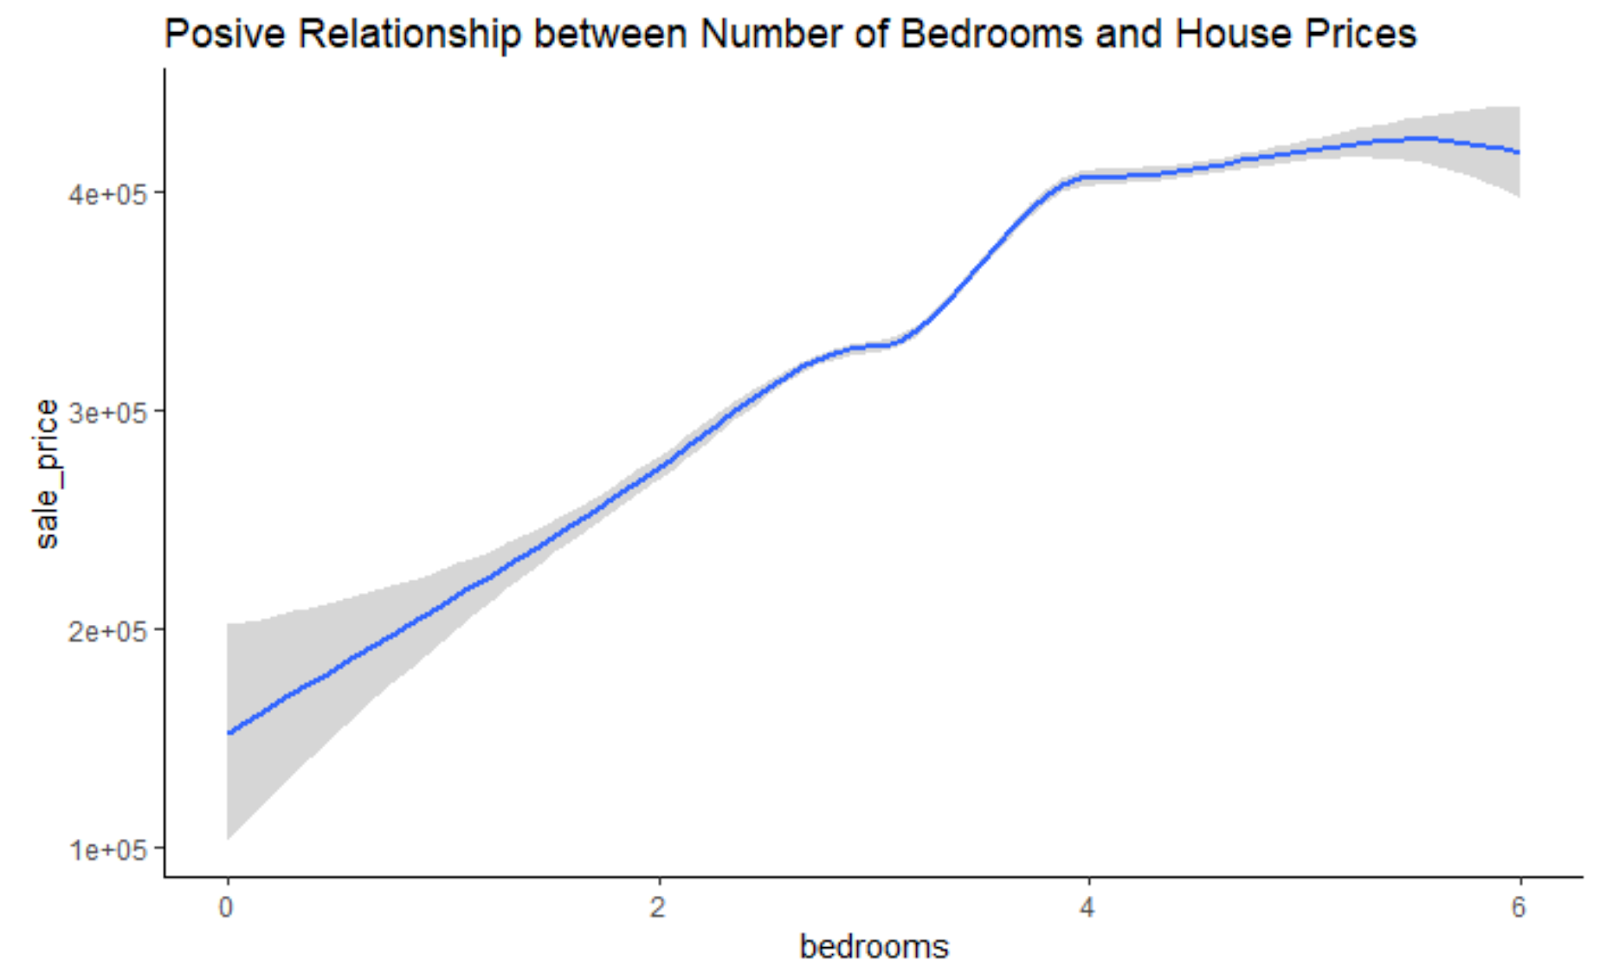 Posive Relationship between Number of Bedrooms and House Prices
4e+05
3e+05
2e+05
1e+05
sale_price
0 2 4 6
bedrooms